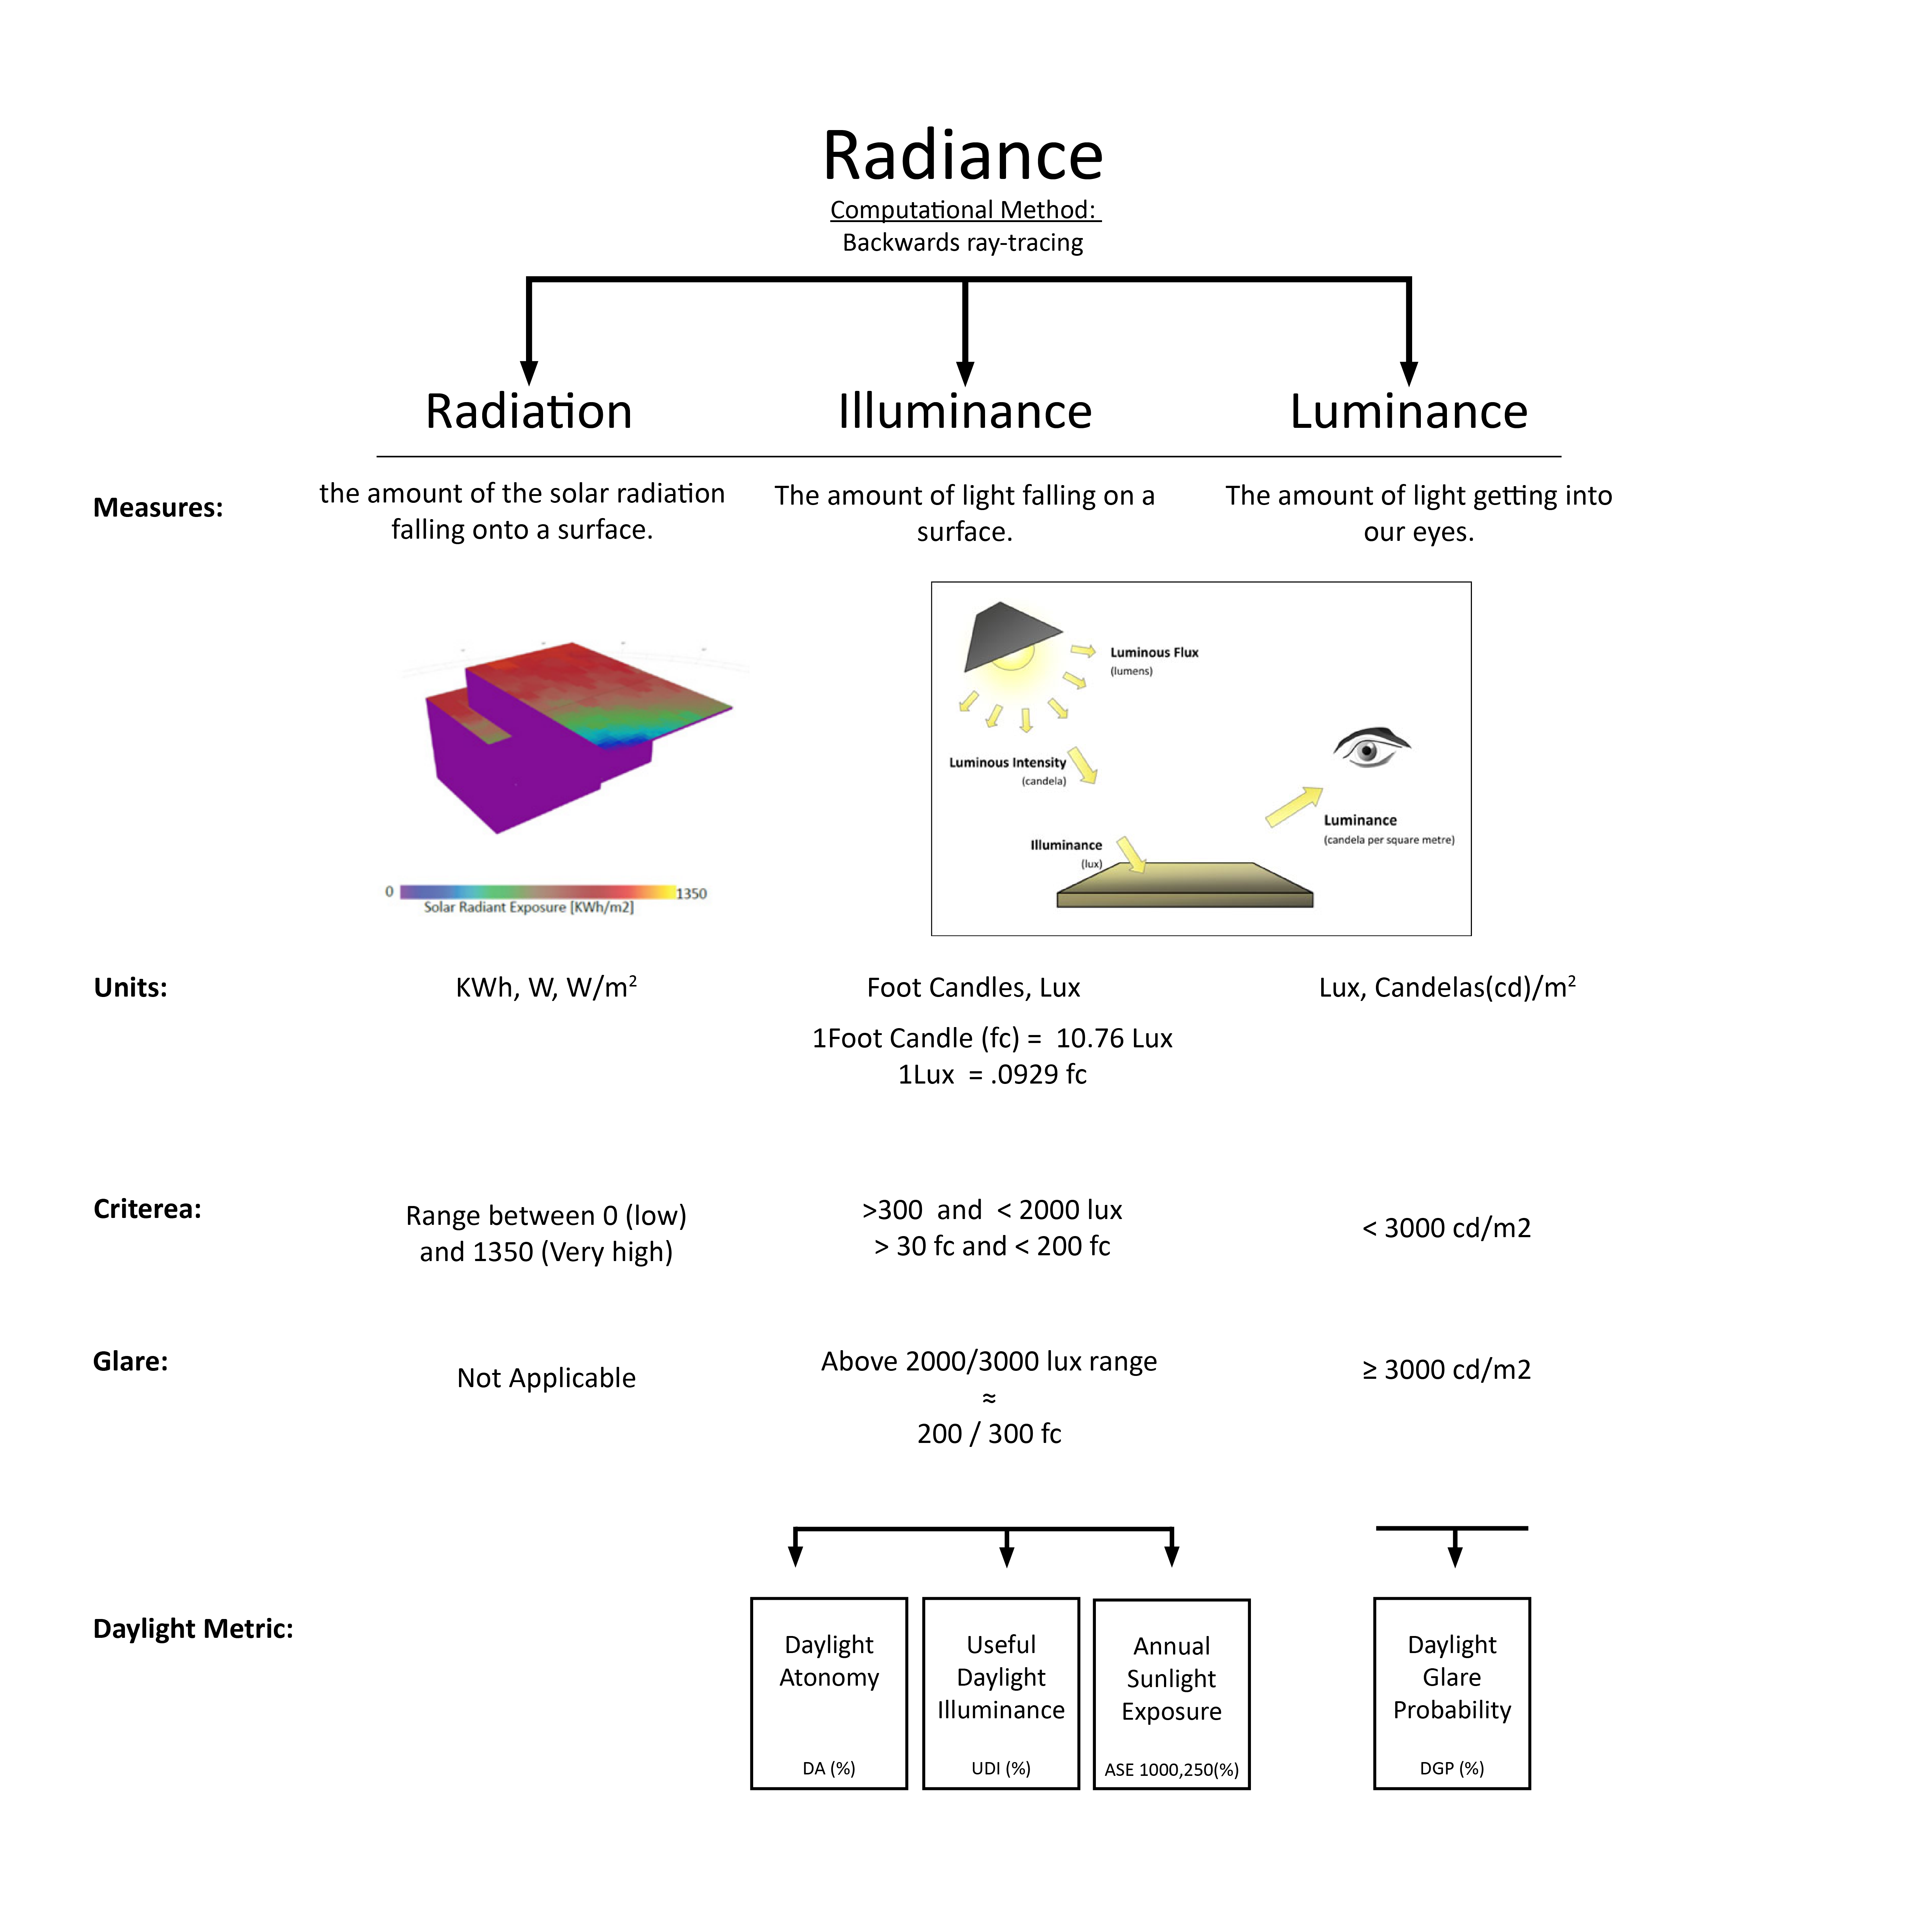 Radiance
Computational Method:
Backwards ray-tracing
Radiation
Illuminance
Luminance
Measures:
the amount of the solar radiation
falling onto a surface.
The amount of light falling on a
surface.
The amount of light getting into
our eyes.
Luminous Flux
(lumens)
Luminous Intensity
(candela)
Illuminance
(lux)
Luminance
(candela per square metre)
0
1350
Solar Radiant Exposure [KWh/m2]
Units:
KWh, W, W/m²
Foot Candles, Lux
1Foot Candle (fc) =  10.76 Lux
1Lux  = .0929 fc
Lux, Candelas(cd)/m²
Criterea:
Range between 0 (low)
and 1350 (Very high)
>300  and  < 2000 lux
> 30 fc and < 200 fc
< 3000 cd/m2
Glare:
Not Applicable
Above 2000/3000 lux range
≈
200 / 300 fc
≥ 3000 cd/m2
Daylight Metric:
Daylight
Atonomy
DA (%)
Useful
Daylight
Illuminance
UDI (%)
Annual
Sunlight
Exposure
ASE 1000,250(%)
Daylight
Glare
Probability
DGP (%)